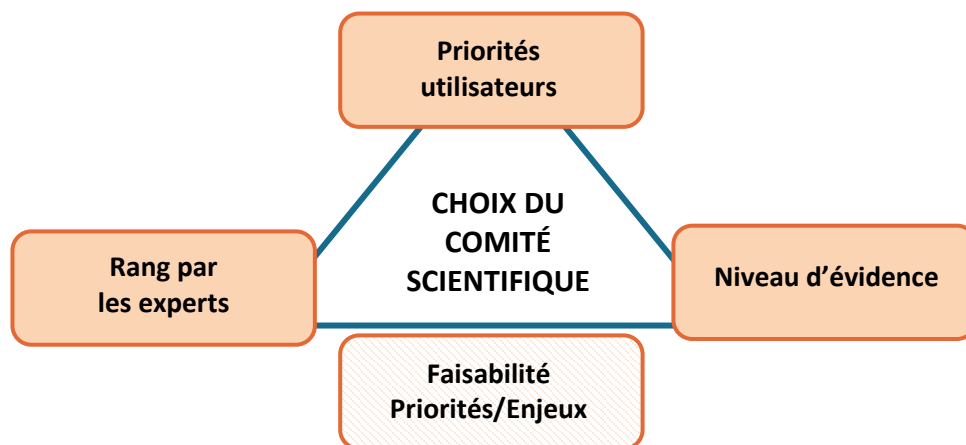 Priorités
utilisateurs
CHOIX DU
COMITÉ
SCIENTIFIQUE
Rang par
les experts
Niveau d’évidence
Faisabilité
Priorités/Enjeux